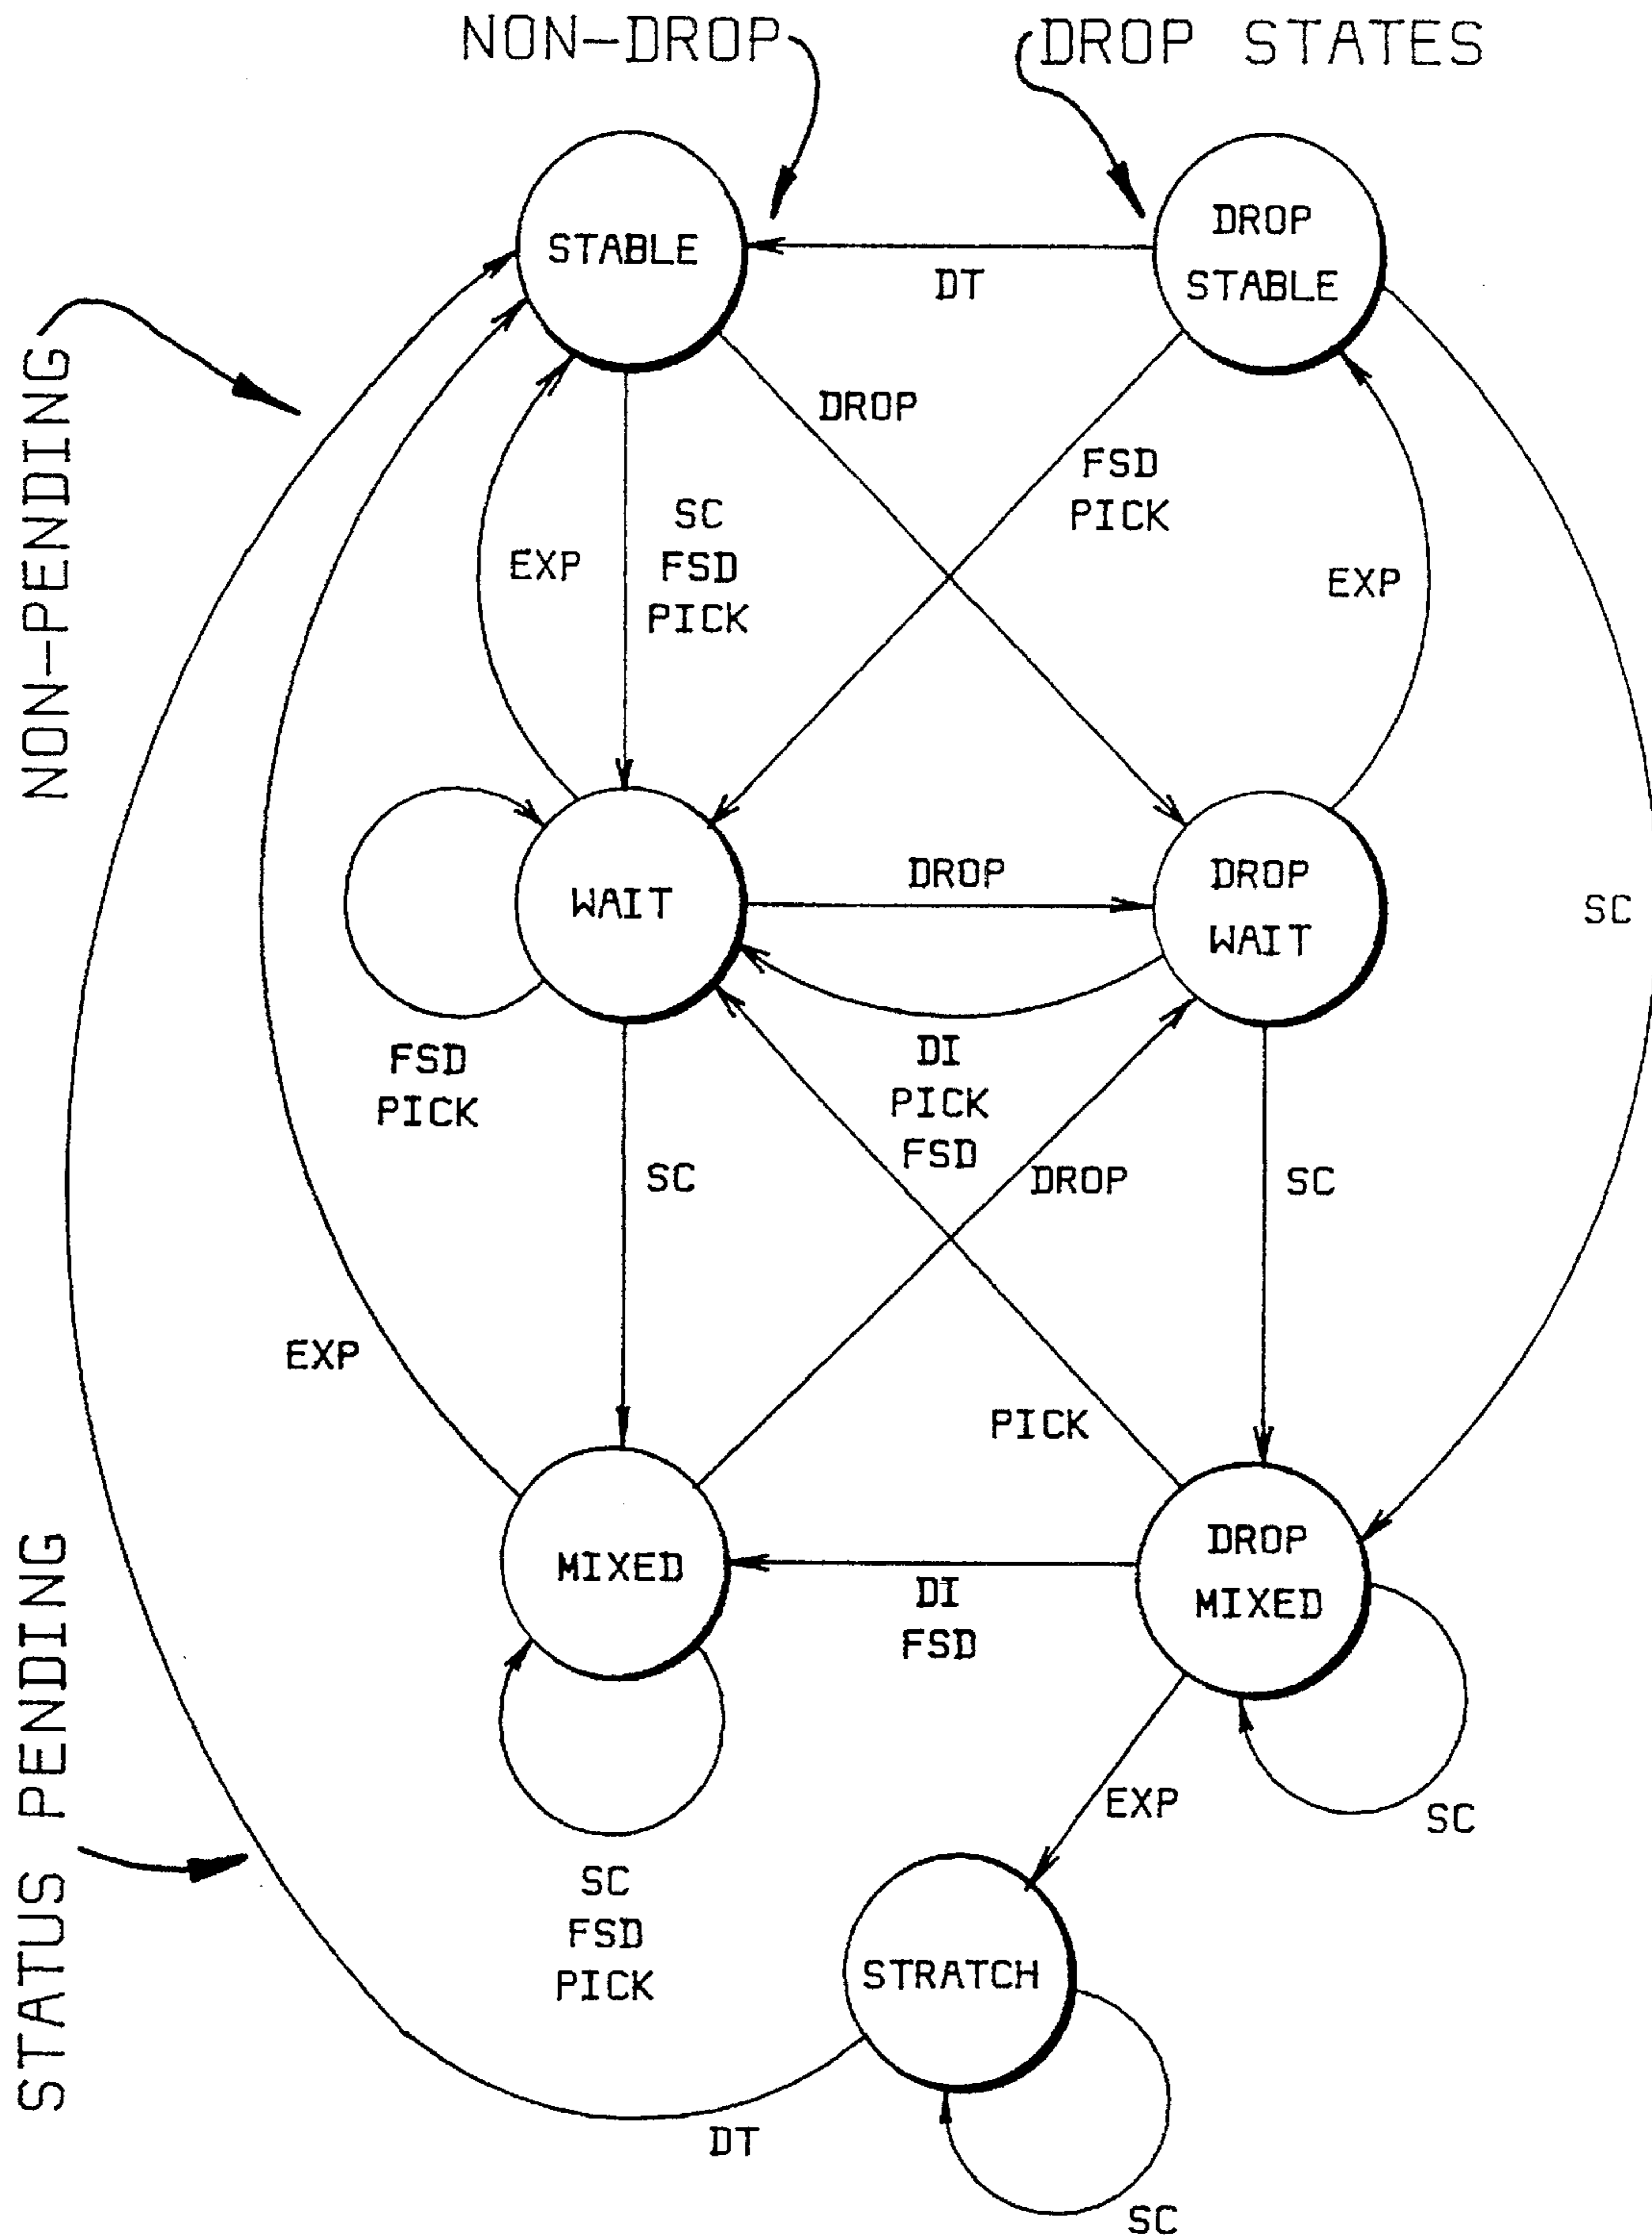 NON-DROP
DROP STATES
STABLE
DROP
STABLE
DT
NON-PENDING
DROP
FSD
PICK
SC
FSD
PICK
EXP
EXP
WAIT
DROP
DROP
WAIT
SC
FSD
PICK
DI
PICK
FSD
SC
DROP
SC
EXP
PICK
MIXED
DROP
MIXED
DI
FSD
STATUS PENDING
EXP
SC
SC
FSD
PICK
STRATCH
DT
SC